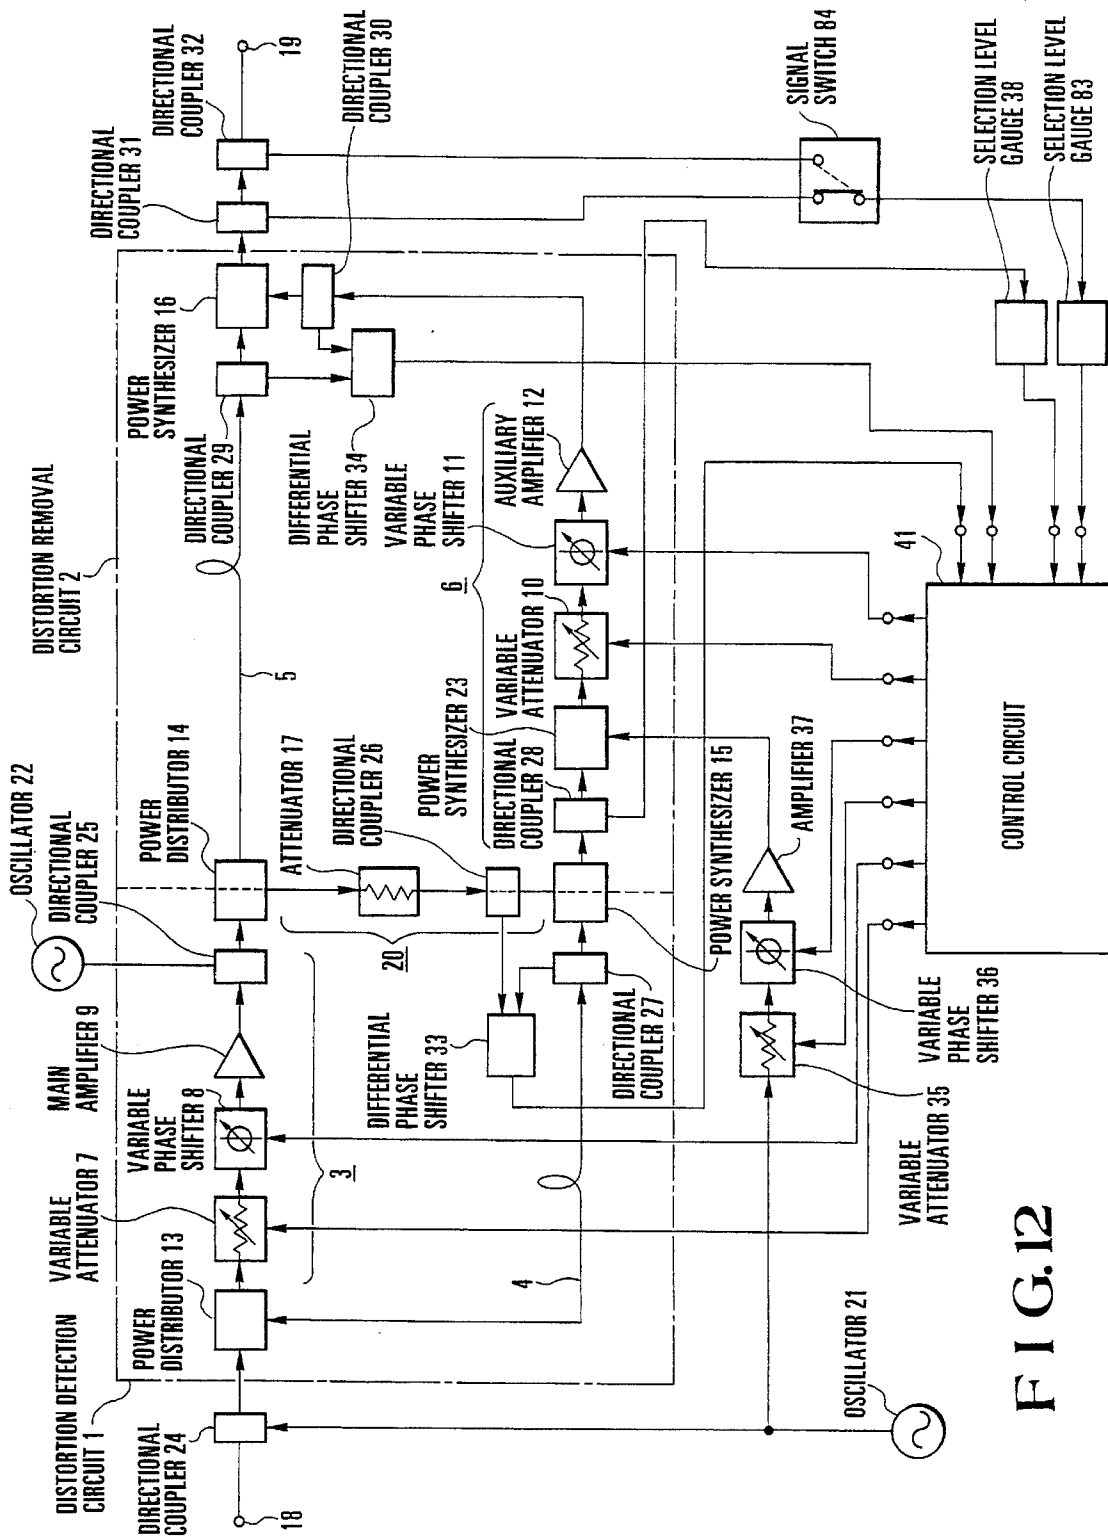 DISTORTION DETECTION
CIRCUIT 1
DIRECTIONAL
COUPLER 24
18
POWER
DISTRIBUTOR 13
VARIABLE
ATTENUATOR 7
VARIABLE
PHASE
SHIFTER 8
MAIN
AMPLIFIER 9
3
OSCILLATOR 22
DIRECTIONAL
COUPLER 25
POWER
DISTRIBUTOR 14
DISTORTION REMOVAL
CIRCUIT 2
5
DIRECTIONAL
COUPLER 29
POWER
SYNTHESIZER 16
DIRECTIONAL
COUPLER 31
DIRECTIONAL
COUPLER 32
19
DIRECTIONAL
COUPLER 30
DIFFERENTIAL
PHASE
SHIFTER 34
ATTENUATOR 17
DIRECTIONAL
COUPLER 26
20
4
DIFFERENTIAL
PHASE
SHIFTER 33
DIRECTIONAL
COUPLER 27
POWER SYNTHESIZER 15
DIRECTIONAL
COUPLER 28
POWER
SYNTHESIZER 23
VARIABLE
ATTENUATOR 10
6
VARIABLE
PHASE
SHIFTER 11
AUXILIARY
AMPLIFIER 12
SIGNAL
SWITCH 84
SELECTION LEVEL
GAUGE 38
SELECTION LEVEL
GAUGE 83
OSCILLATOR 21
VARIABLE
ATTENUATOR 35
VARIABLE
PHASE
SHIFTER 36
AMPLIFIER 37
41
CONTROL CIRCUIT
FIG.12